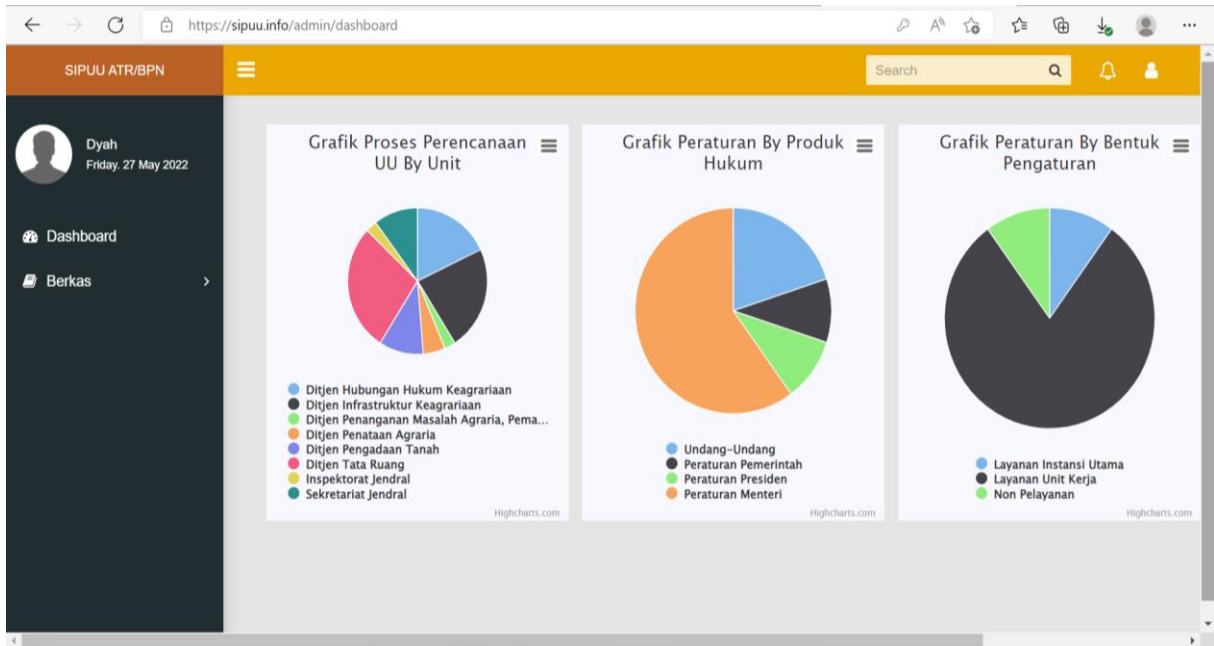 https://sipuu.info/admin/dashboard
SIPUU ATR/BPN
Search
Dyah
Friday. 27 May 2022
Dashboard
Berkas
Grafik Proses Perencanaan
UU By Unit
Ditjen Hubungan Hukum Keagrariaan
Ditjen Infrastruktur Keagrariaan
Ditjen Penanganan Masalah Agraria, Pema...
Ditjen Penataan Agraria
Ditjen Pengadaan Tanah
Ditjen Tata Ruang
Inspektorat Jendral
Sekretariat Jendral
Highcharts.com
Grafik Peraturan By Produk
Hukum
Undang-Undang
Peraturan Pemerintah
Peraturan Presiden
Peraturan Menteri
Highcharts.com
Grafik Peraturan By Bentuk
Pengaturan
Layanan Instansi Utama
Layanan Unit Kerja
Non Pelayanan
Highcharts.com